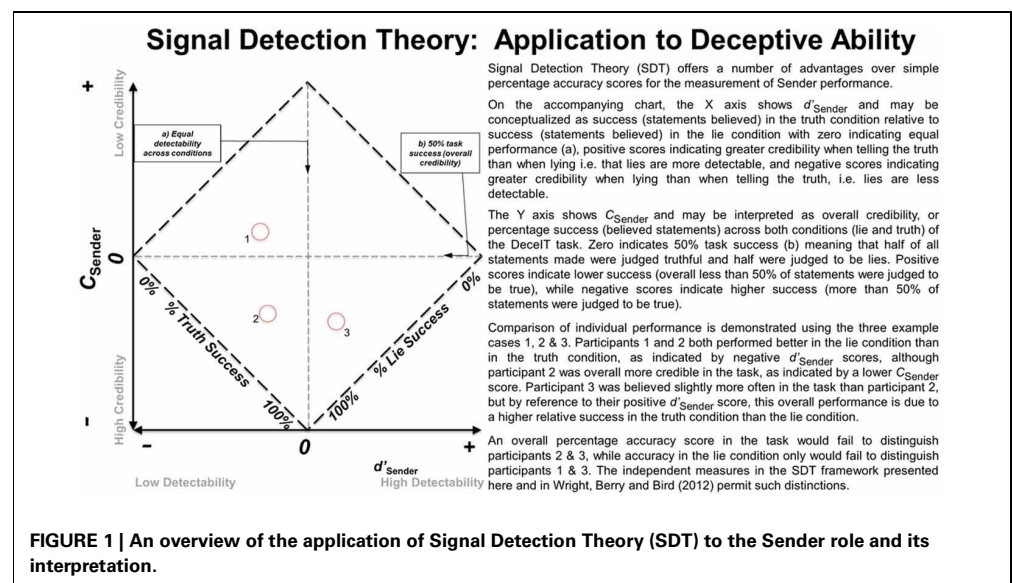 Signal Detection Theory: Application to Deceptive Ability
+
Low Credibility
a) Equal
detectability
across conditions
b) 50% task
success (overall
credibility)
1
C Sender
0
0%
% Truth Success
100%
2
3
0%
% Lie Success
100%
High Credibility
-
-
0
+
d'Sender
Low Detectability
High Detectability
Signal Detection Theory (SDT) offers a number of advantages over simple
percentage accuracy scores for the measurement of Sender performance.
On the accompanying chart, the X axis shows d'Sender and may be
conceptualized as success (statements believed) in the truth condition relative to
success (statements believed) in the lie condition with zero indicating equal
performance (a), positive scores indicating greater credibility when telling the truth
than when lying i.e. that lies are more detectable, and negative scores indicating
greater credibility when lying than when telling the truth, i.e. lies are less
detectable.
The Y axis shows CSender and may be interpreted as overall credibility, or
percentage success (believed statements) across both conditions (lie and truth) of
the DeceIT task. Zero indicates 50% task success (b) meaning that half of all
statements made were judged truthful and half were judged to be lies. Positive
scores indicate lower success (overall less than 50% of statements were judged to
be true), while negative scores indicate higher success (more than 50% of
statements were judged to be true).
Comparison of individual performance is demonstrated using the three example
cases 1, 2 & 3. Participants 1 and 2 both performed better in the lie condition than
in the truth condition, as indicated by negative d'Sender scores, although
participant 2 was overall more credible in the task, as indicated by a lower CSender
score. Participant 3 was believed slightly more often in the task than participant 2,
but by reference to their positive d'Sender score, this overall performance is due to
a higher relative success in the truth condition than the lie condition.
An overall percentage accuracy score in the task would fail to distinguish
participants 2 & 3, while accuracy in the lie condition only would fail to distinguish
participants 1 & 3. The independent measures in the SDT framework presented
here and in Wright, Berry and Bird (2012) permit such distinctions.
FIGURE 1 | An overview of the application of Signal Detection Theory (SDT) to the Sender role and its
interpretation.